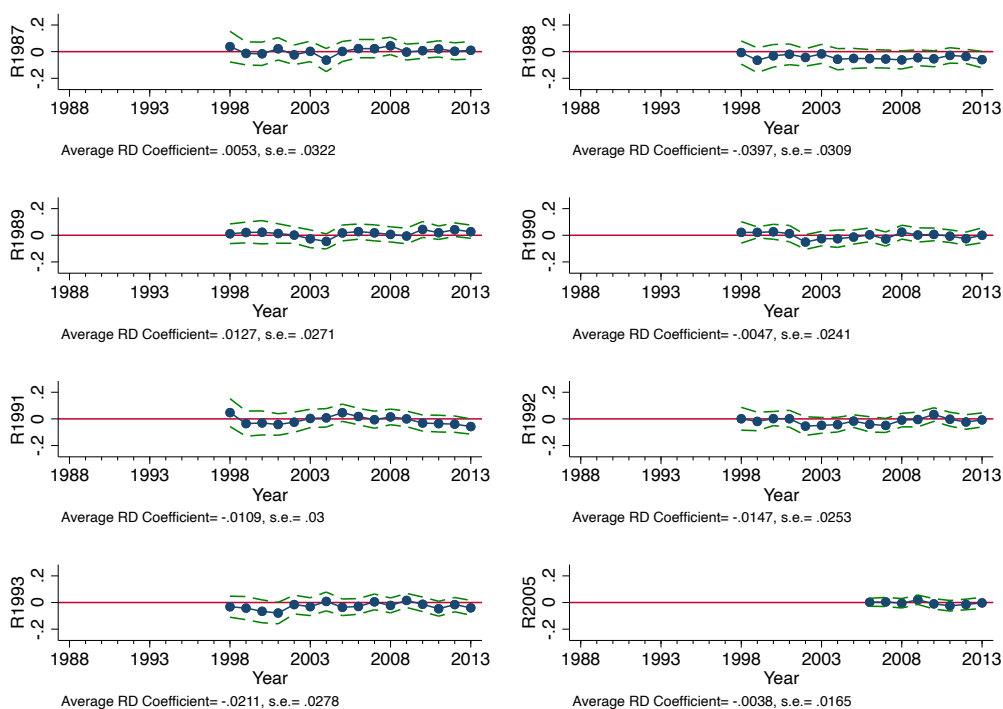 R1987
.2
0
-.2
1988 1993 1998 2003 2008 2013
Year
Average RD Coefficient= .0053, s.e.= .0322
R1988
.2
0
-.2
1988 1993 1998 2003 2008 2013
Year
Average RD Coefficient= -.0397, s.e.= .0309
R1989
.2
0
-.2
1988 1993 1998 2003 2008 2013
Year
Average RD Coefficient= .0127, s.e.= .0271
R1990
.2
0
-.2
1988 1993 1998 2003 2008 2013
Year
Average RD Coefficient= -.0047, s.e.= .0241
R1991
.2
0
-.2
1988 1993 1998 2003 2008 2013
Year
Average RD Coefficient= -.0109, s.e.= .03
R1992
.2
0
-.2
1988 1993 1998 2003 2008 2013
Year
Average RD Coefficient= -.0147, s.e.= .0253
R1993
.2
0
-.2
1988 1993 1998 2003 2008 2013
Year
Average RD Coefficient= -.0211, s.e.= .0278
R2005
.2
0
-.2
1988 1993 1998 2003 2008 2013
Year
Average RD Coefficient= -.0038, s.e.= .0165